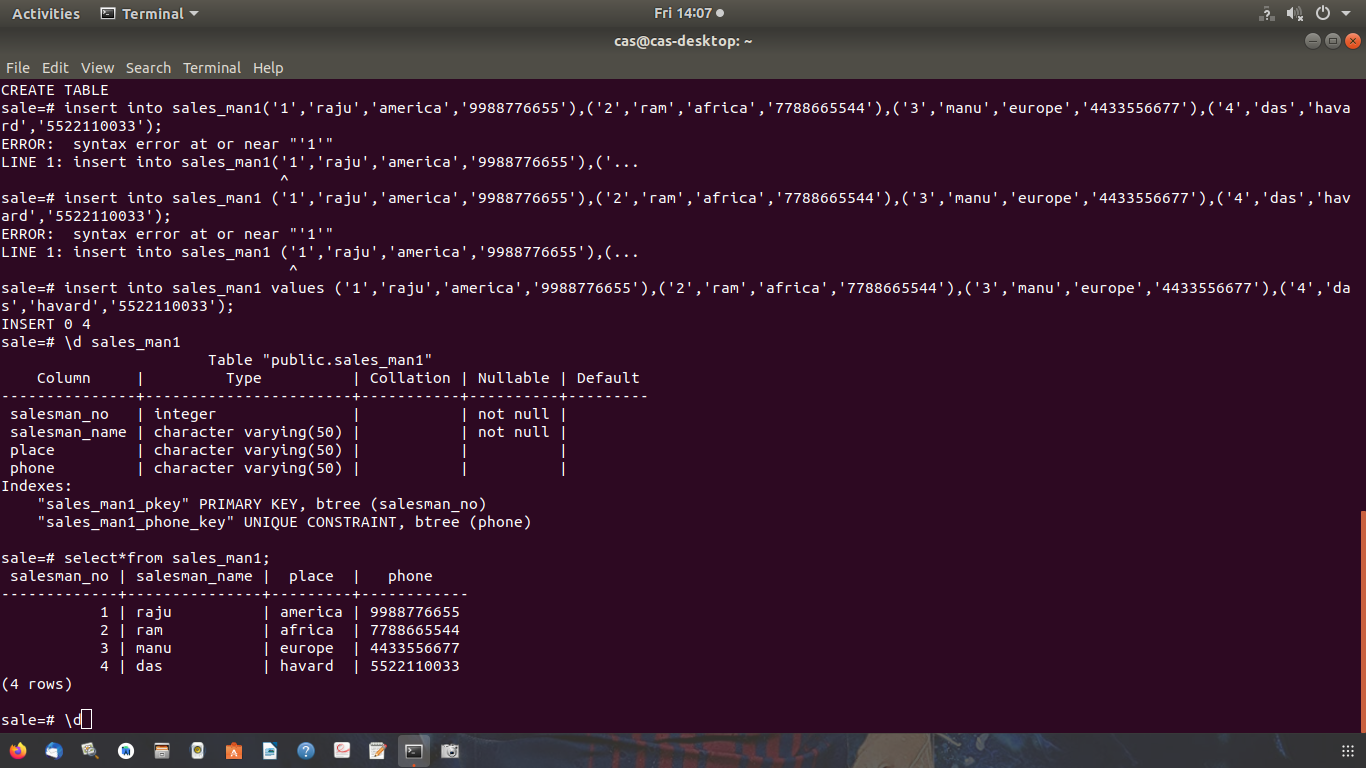 Activities Terminal Fri 14:07
cas@cas-desktop: ~
File Edit View Search Terminal Help
CREATE TABLE
sale=# insert into sales_man1('1','raju','america','9988776655'),('2','ram','africa','7788665544'),('3','manu','europe','4433556677'),('4','das','hava
rd','5522110033');
ERROR:  syntax error at or near "'1'"
LINE 1: insert into sales_man1('1','raju','america','9988776655'),('...
                               ^
sale=# insert into sales_man1 ('1','raju','america','9988776655'),('2','ram','africa','7788665544'),('3','manu','europe','4433556677'),('4','das','hav
ard','5522110033');
ERROR:  syntax error at or near "'1'"
LINE 1: insert into sales_man1 ('1','raju','america','9988776655'),(...
                                ^
sale=# insert into sales_man1 values ('1','raju','america','9988776655'),('2','ram','africa','7788665544'),('3','manu','europe','4433556677'),('4','da
s','havard','5522110033');
INSERT 0 4
sale=# \d sales_man1
                       Table "public.sales_man1"
    Column     |         Type          | Collation | Nullable | Default
---------------+-----------------------+-----------+----------+---------
 salesman_no   | integer               |           | not null |
 salesman_name | character varying(50) |           | not null |
 place         | character varying(50) |           |          |
 phone         | character varying(50) |           |          |
Indexes:
    "sales_man1_pkey" PRIMARY KEY, btree (salesman_no)
    "sales_man1_phone_key" UNIQUE CONSTRAINT, btree (phone)
sale=# select*from sales_man1;
 salesman_no | salesman_name |  place  |   phone
-------------+---------------+---------+------------
           1 | raju          | america | 9988776655
           2 | ram           | africa  | 7788665544
           3 | manu          | europe  | 4433556677
           4 | das           | havard  | 5522110033
(4 rows)
sale=# \d